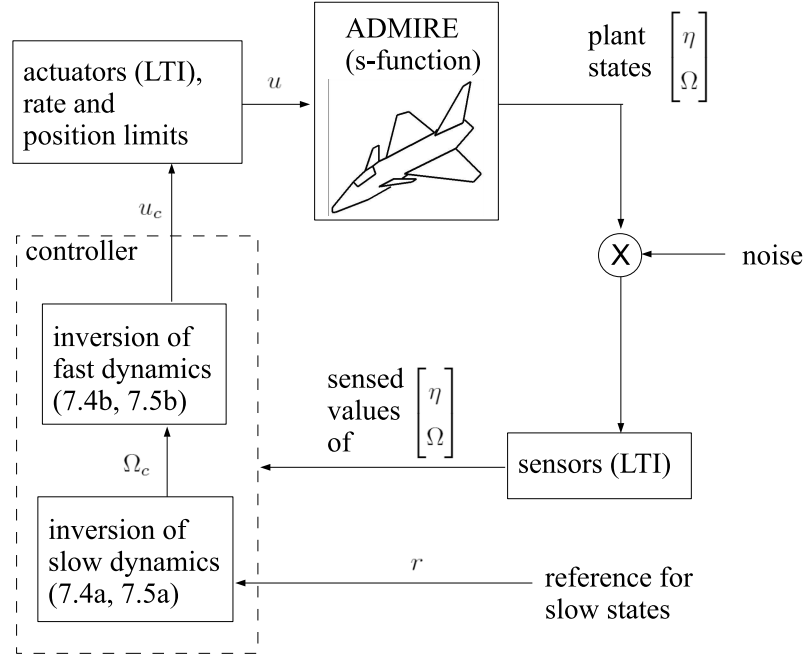 actuators (LTI),
rate and
position limits
u
ADMIRE
(s-function)
plant
states
η
Ω
u_c
controller
X
noise
inversion of
fast dynamics
(7.4b, 7.5b)
sensed
values
of
η
Ω
sensors (LTI)
Ω_c
inversion of
slow dynamics
(7.4a, 7.5a)
r
reference for
slow states